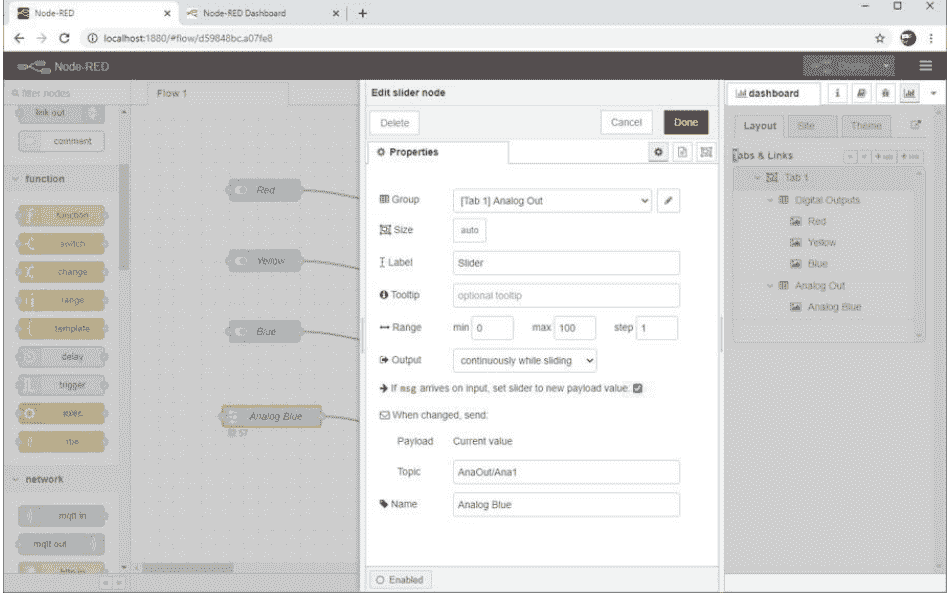 Node-RED
Node-RED Dashboard
localhost:1880/#flow/d59848bc.a07fe8
Node-RED
filter nodes
Flow 1
link out
comment
function
function
switch
change
range
template
delay
trigger
exec
rbe
network
mqtt in
mqtt out
http in
Red
Yellow
Blue
Analog Blue
57
Edit slider node
Delete
Cancel
Done
Properties
Group
[Tab 1] Analog Out
Size
auto
Label
Slider
Tooltip
optional tooltip
Range min 0 max 100 step 1
Output
continuously while sliding
If msg arrives on input, set slider to new payload value:
When changed, send:
Payload Current value
Topic
AnaOut/Ana1
Name
Analog Blue
Enabled
dashboard
Layout
Site
Theme
Tabs & Links
Tab 1
Digital Outputs
Red
Yellow
Blue
Analog Out
Analog Blue